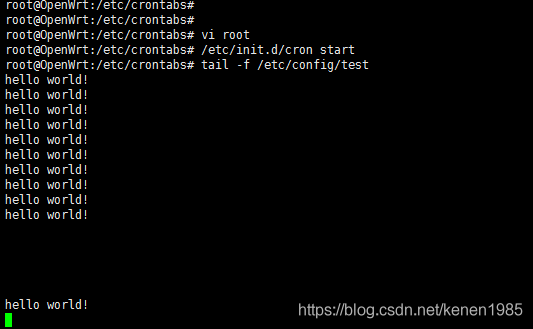 root@OpenWrt:/etc/crontabs#
root@OpenWrt:/etc/crontabs#
root@OpenWrt:/etc/crontabs# vi root
root@OpenWrt:/etc/crontabs# /etc/init.d/cron start
root@OpenWrt:/etc/crontabs# tail -f /etc/config/test
hello world!
hello world!
hello world!
hello world!
hello world!
hello world!
hello world!
hello world!
hello world!
hello world!
hello world!
https://blog.csdn.net/kenen1985